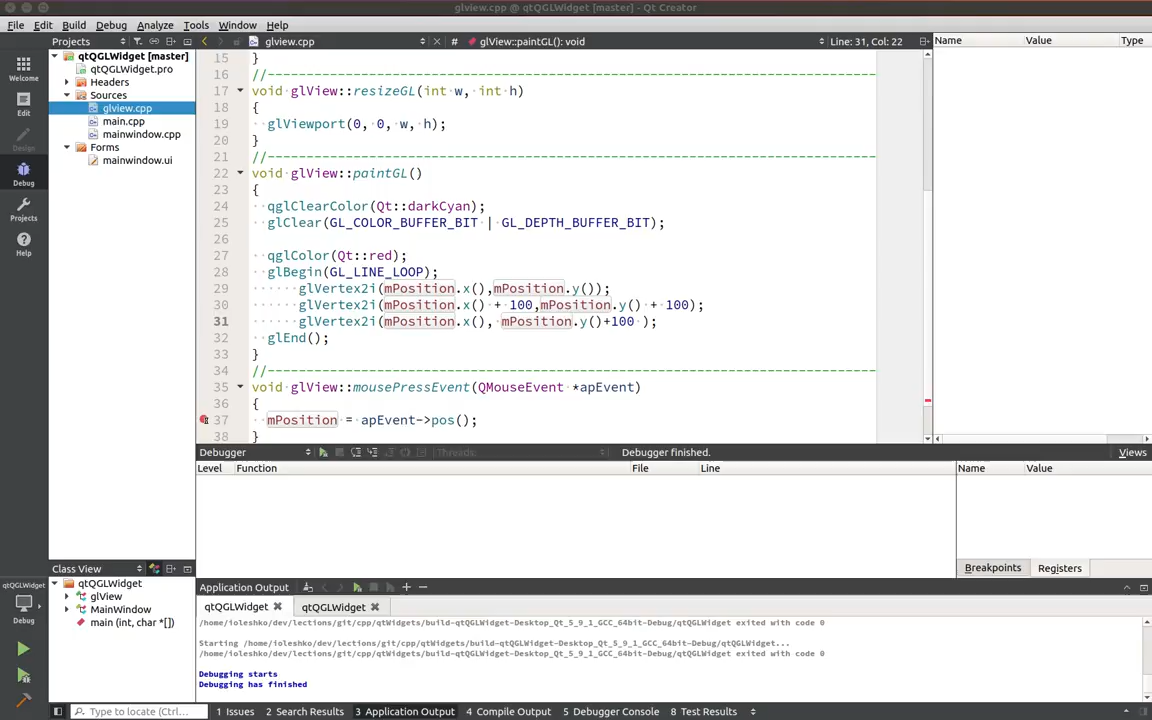 glview.cpp @ qtQGLWidget [master] - Qt Creator
File Edit Build Debug Analyze Tools Window Help
Projects
glview.cpp
# glView::paintGL(): void
Line: 31, Col: 22
Name Value Type
Welcome
Edit
Design
Debug
Projects
Help
qtQGLWidget [master]
qtQGLWidget.pro
Headers
Sources
glview.cpp
main.cpp
mainwindow.cpp
Forms
mainwindow.ui
15 }
16 //------------------------------------------------------------------------------
17 void glView::resizeGL(int w, int h)
18 {
19 glViewport(0, 0, w, h);
20 }
21 //------------------------------------------------------------------------------
22 void glView::paintGL()
23 {
24 qglClearColor(Qt::darkCyan);
25 glClear(GL_COLOR_BUFFER_BIT | GL_DEPTH_BUFFER_BIT);
26
27 qglColor(Qt::red);
28 glBegin(GL_LINE_LOOP);
29 glVertex2i(mPosition.x(),mPosition.y());
30 glVertex2i(mPosition.x() + 100,mPosition.y() + 100);
31 glVertex2i(mPosition.x(), mPosition.y()+100 );
32 glEnd();
33 }
34 //------------------------------------------------------------------------------
35 void glView::mousePressEvent(QMouseEvent *apEvent)
36 {
37 mPosition = apEvent->pos();
38 }
Debugger
Threads:
Debugger finished.
Views
Level Function File Line
Name Value
Breakpoints Registers
Class View
qtQGLWidget
glView
MainWindow
main (int, char *[])
qtQGLWidget
Debug
Application Output
qtQGLWidget
qtQGLWidget
/home/ioleshko/dev/lections/git/cpp/qtWidgets/build-qtQGLWidget-Desktop_Qt_5_9_1_GCC_64bit-Debug/qtQGLWidget exited with code 0
Starting /home/ioleshko/dev/lections/git/cpp/qtWidgets/build-qtQGLWidget-Desktop_Qt_5_9_1_GCC_64bit-Debug/qtQGLWidget...
/home/ioleshko/dev/lections/git/cpp/qtWidgets/build-qtQGLWidget-Desktop_Qt_5_9_1_GCC_64bit-Debug/qtQGLWidget exited with code 0
Debugging starts
Debugging has finished
Type to locate (Ctrl...
1 Issues 2 Search Results 3 Application Output 4 Compile Output 5 Debugger Console 8 Test Results